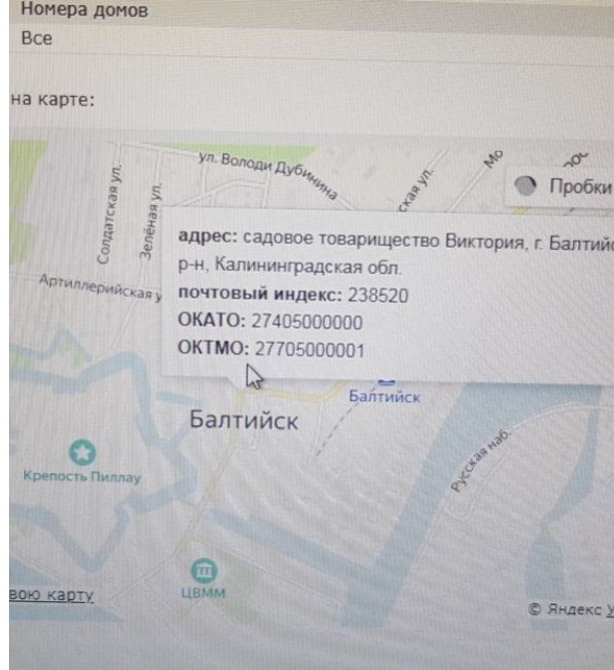 Номера домов
Все
на карте:
ул. Володи Дубинина
Пробки
Солдатская ул.
Зелёная ул.
ская ул.
адрес: садовое товарищество Виктория, г. Балтийс
р-н, Калининградская обл.
Артиллерийская у
почтовый индекс: 238520
ОКАТО: 27405000000
ОКТМО: 27705000001
Балтийск
Балтийск
Русская наб.
Крепость Пиллау
ЦВММ
вою карту
© Яндекс У